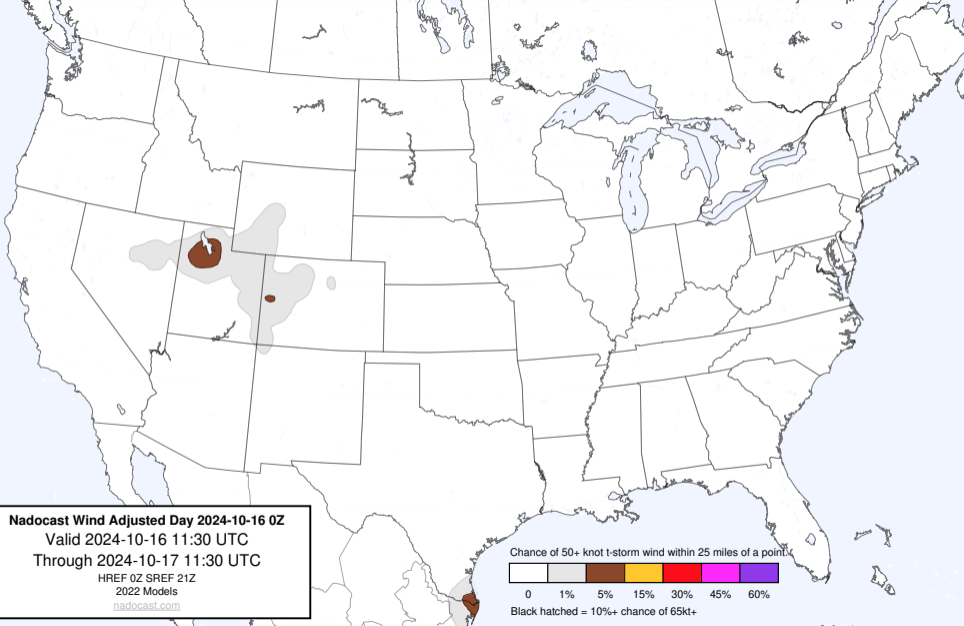 Nadocast Wind Adjusted Day 2024-10-16 0Z
Valid 2024-10-16 11:30 UTC
Through 2024-10-17 11:30 UTC
HREF 0Z SREF 21Z
2022 Models
nadocast.com
Chance of 50+ knot t-storm wind within 25 miles of a point.
0 1% 5% 15% 30% 45% 60%
Black hatched = 10%+ chance of 65kt+